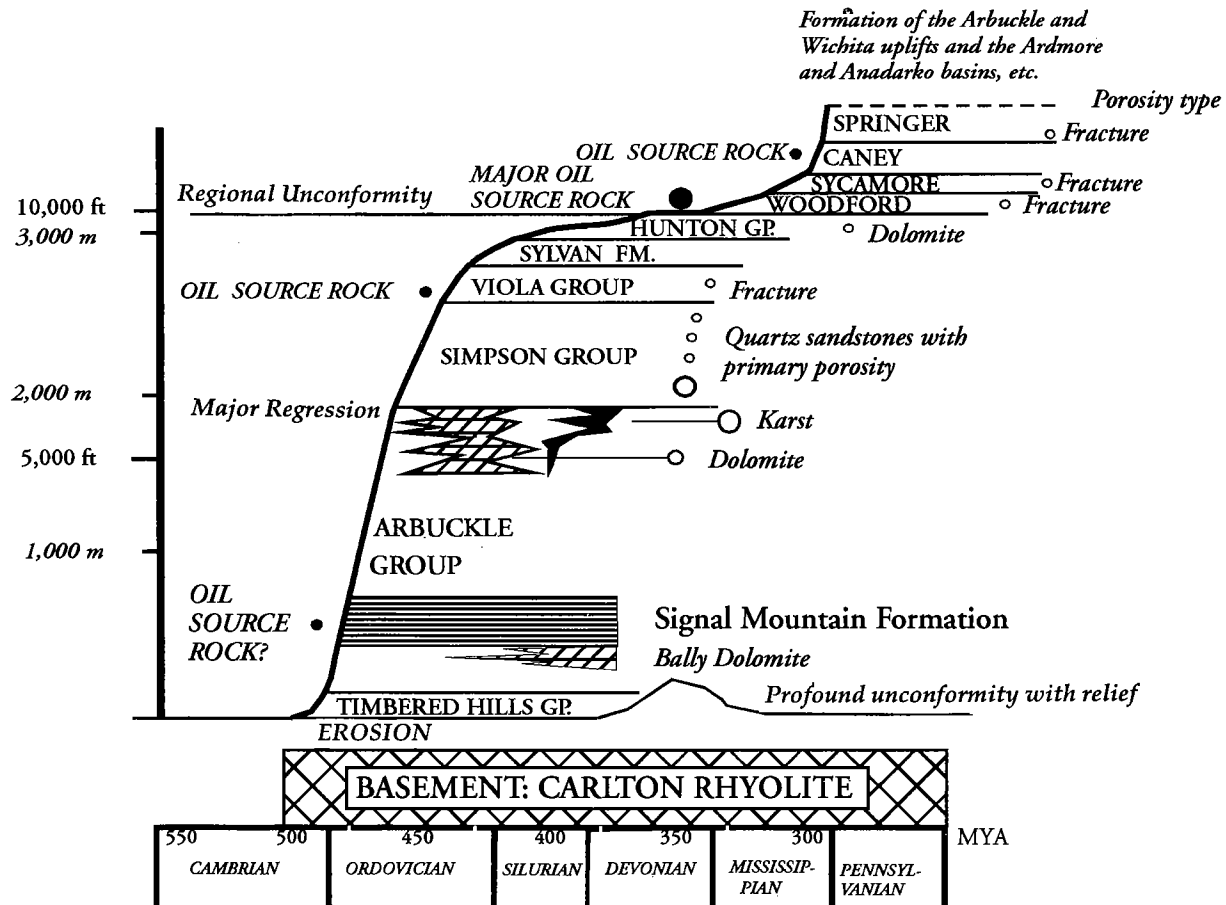 Formation of the Arbuckle and
Wichita uplifts and the Ardmore
and Anadarko basins, etc.
Porosity type
SPRINGER
Fracture
OIL SOURCE ROCK
CANEY
MAJOR OIL
SOURCE ROCK
SYCAMORE
Fracture
Regional Unconformity
WOODFORD
Fracture
10,000 ft
3,000 m
HUNTON GP.
Dolomite
SYLVAN FM.
OIL SOURCE ROCK
VIOLA GROUP
Fracture
SIMPSON GROUP
Quartz sandstones with
primary porosity
2,000 m
Major Regression
Karst
5,000 ft
Dolomite
ARBUCKLE
GROUP
1,000 m
OIL
SOURCE
ROCK?
Signal Mountain Formation
Bally Dolomite
Profound unconformity with relief
TIMBERED HILLS GP.
EROSION
BASEMENT: CARLTON RHYOLITE
550 500 450 400 350 300 MYA
CAMBRIAN ORDOVICIAN SILURIAN DEVONIAN MISSISSIP- PENNSYL-
PIAN VANIAN